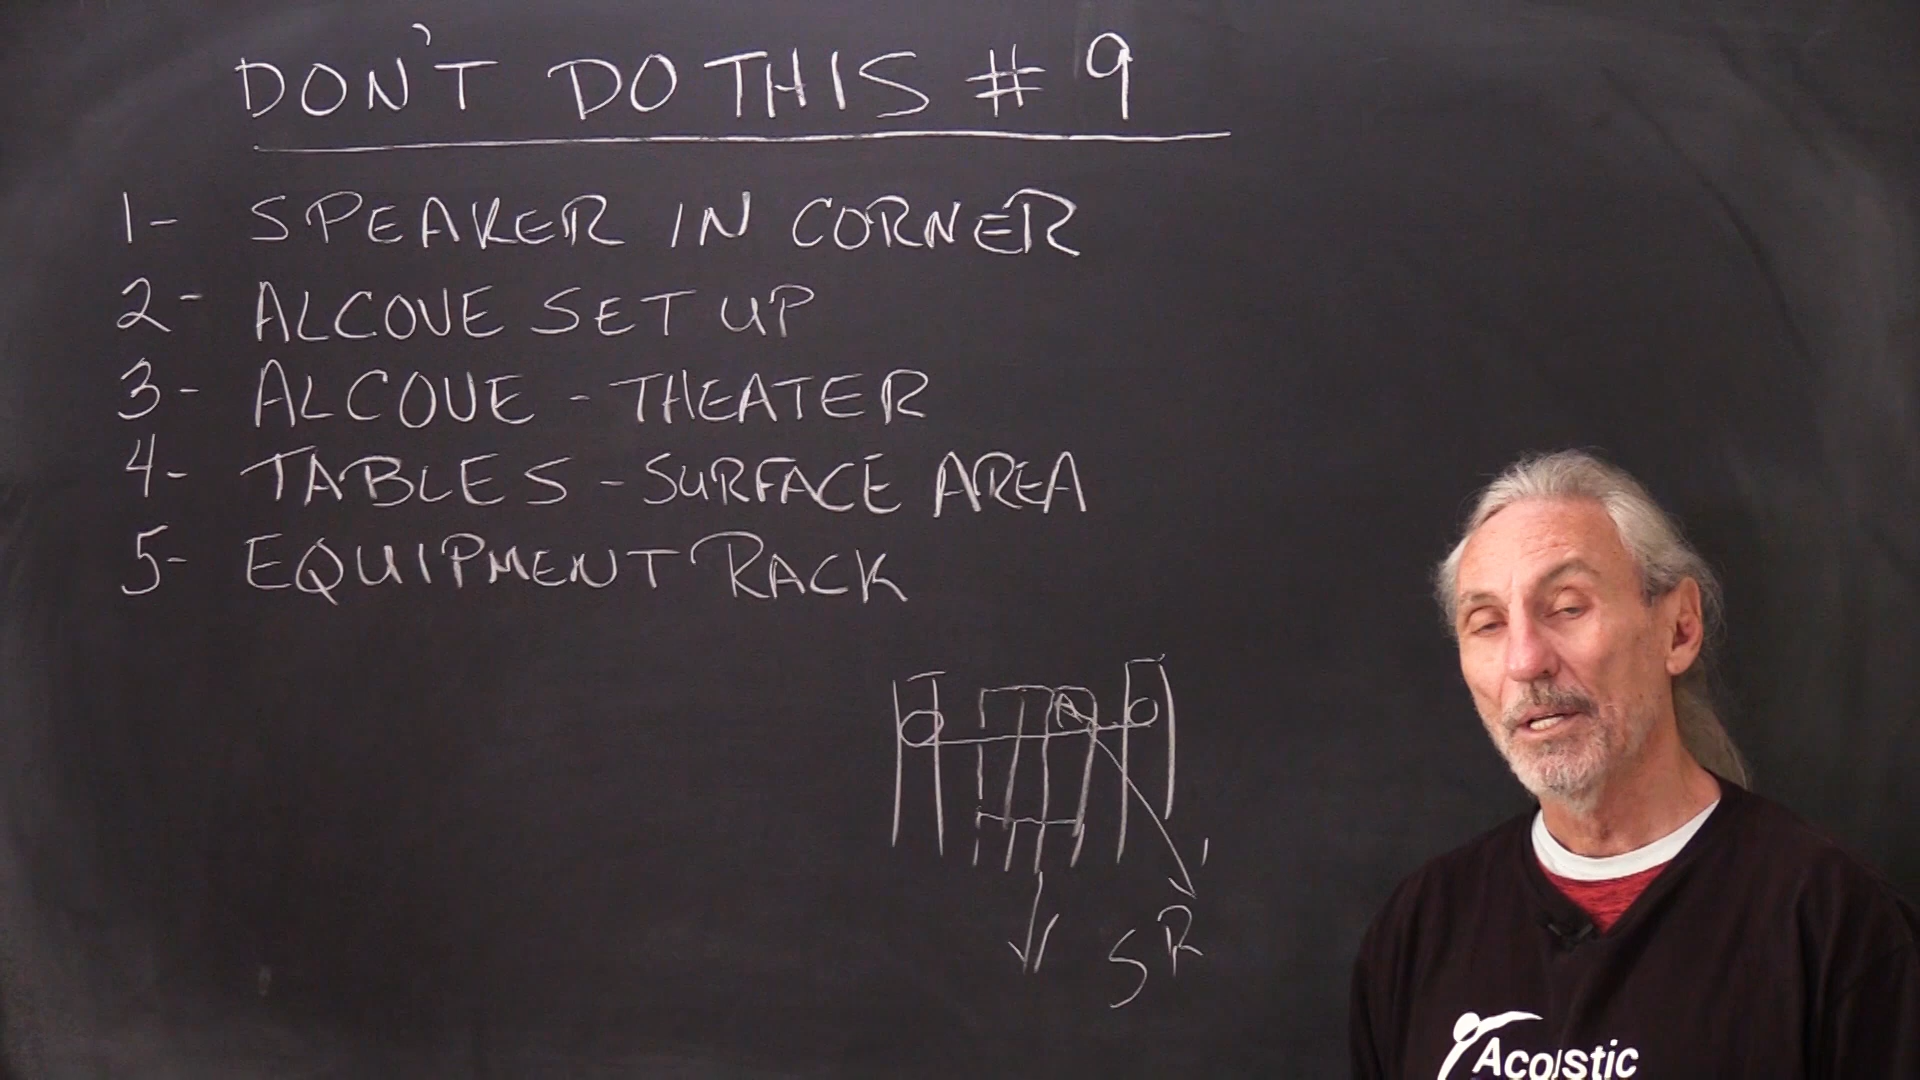 DON'T DO THIS # 9
1- SPEAKER IN CORNER
2- ALCOVE SET UP
3- ALCOVE - THEATER
4- TABLES - SURFACE AREA
5- EQUIPMENT RACK
A
SR
Acoustic